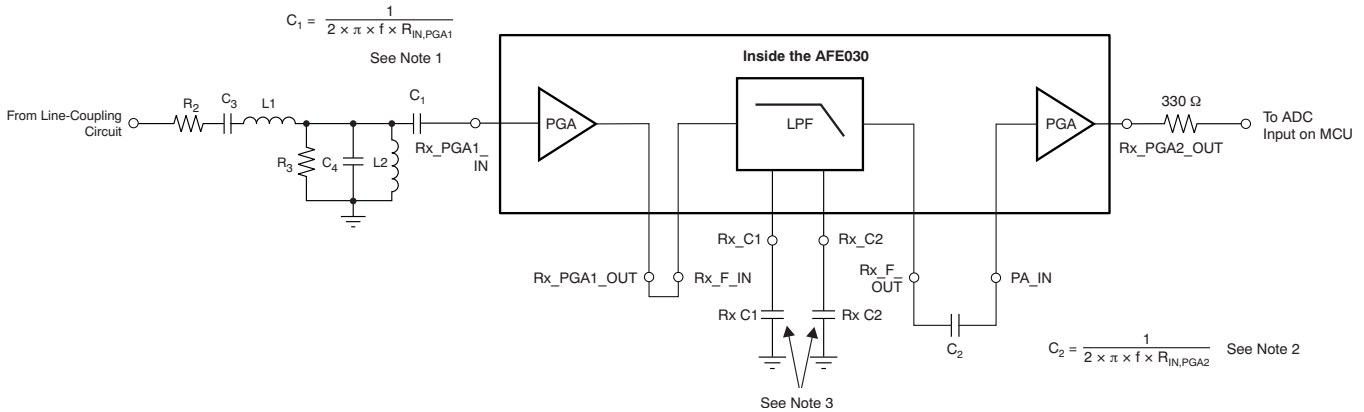 C1 = 1 / (2 × π × f × RIN,PGA1)
See Note 1
Inside the AFE030
From Line-Coupling
Circuit
R2
C3
L1
C1
R3
C4
L2
Rx_PGA1_
IN
PGA
LPF
PGA
330 Ω
Rx_PGA2_OUT
To ADC
Input on MCU
Rx_C1
Rx_C2
Rx_PGA1_OUT
Rx_F_IN
Rx_F_
OUT
PA_IN
Rx C1
Rx C2
C2
C2 = 1 / (2 × π × f × RIN,PGA2)
See Note 2
See Note 3